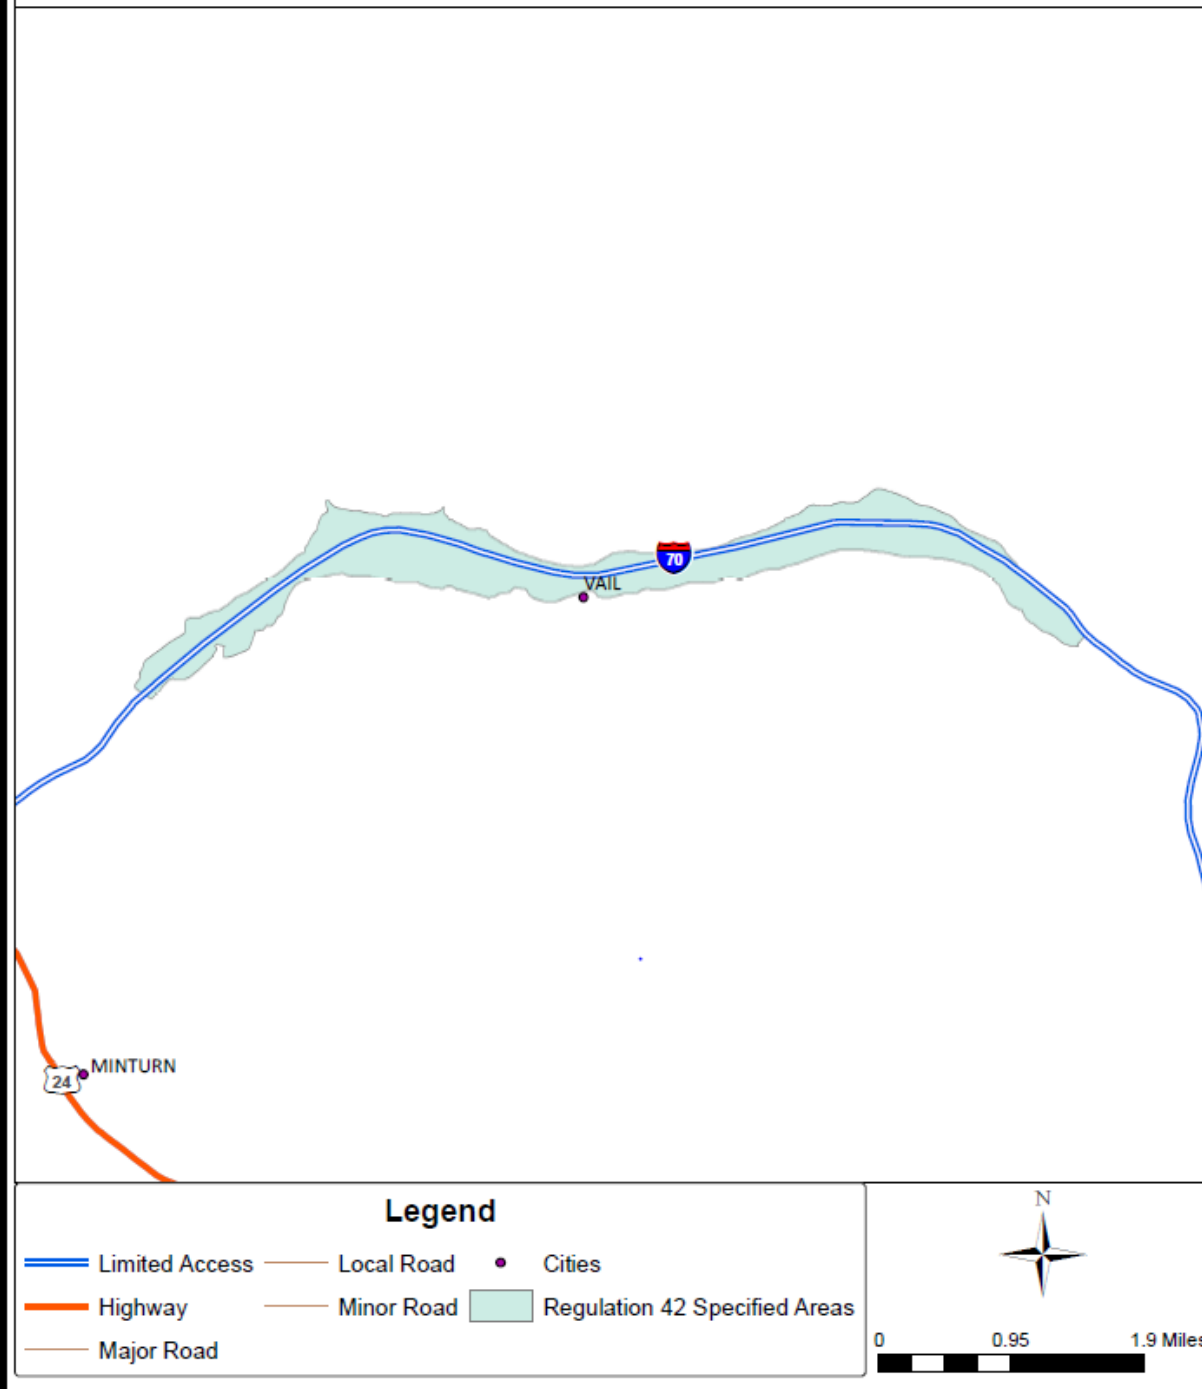 70
VAIL
MINTURN
24
Legend
Limited Access
Local Road
Cities
Highway
Minor Road
Regulation 42 Specified Areas
Major Road
N
0 0.95 1.9 Miles